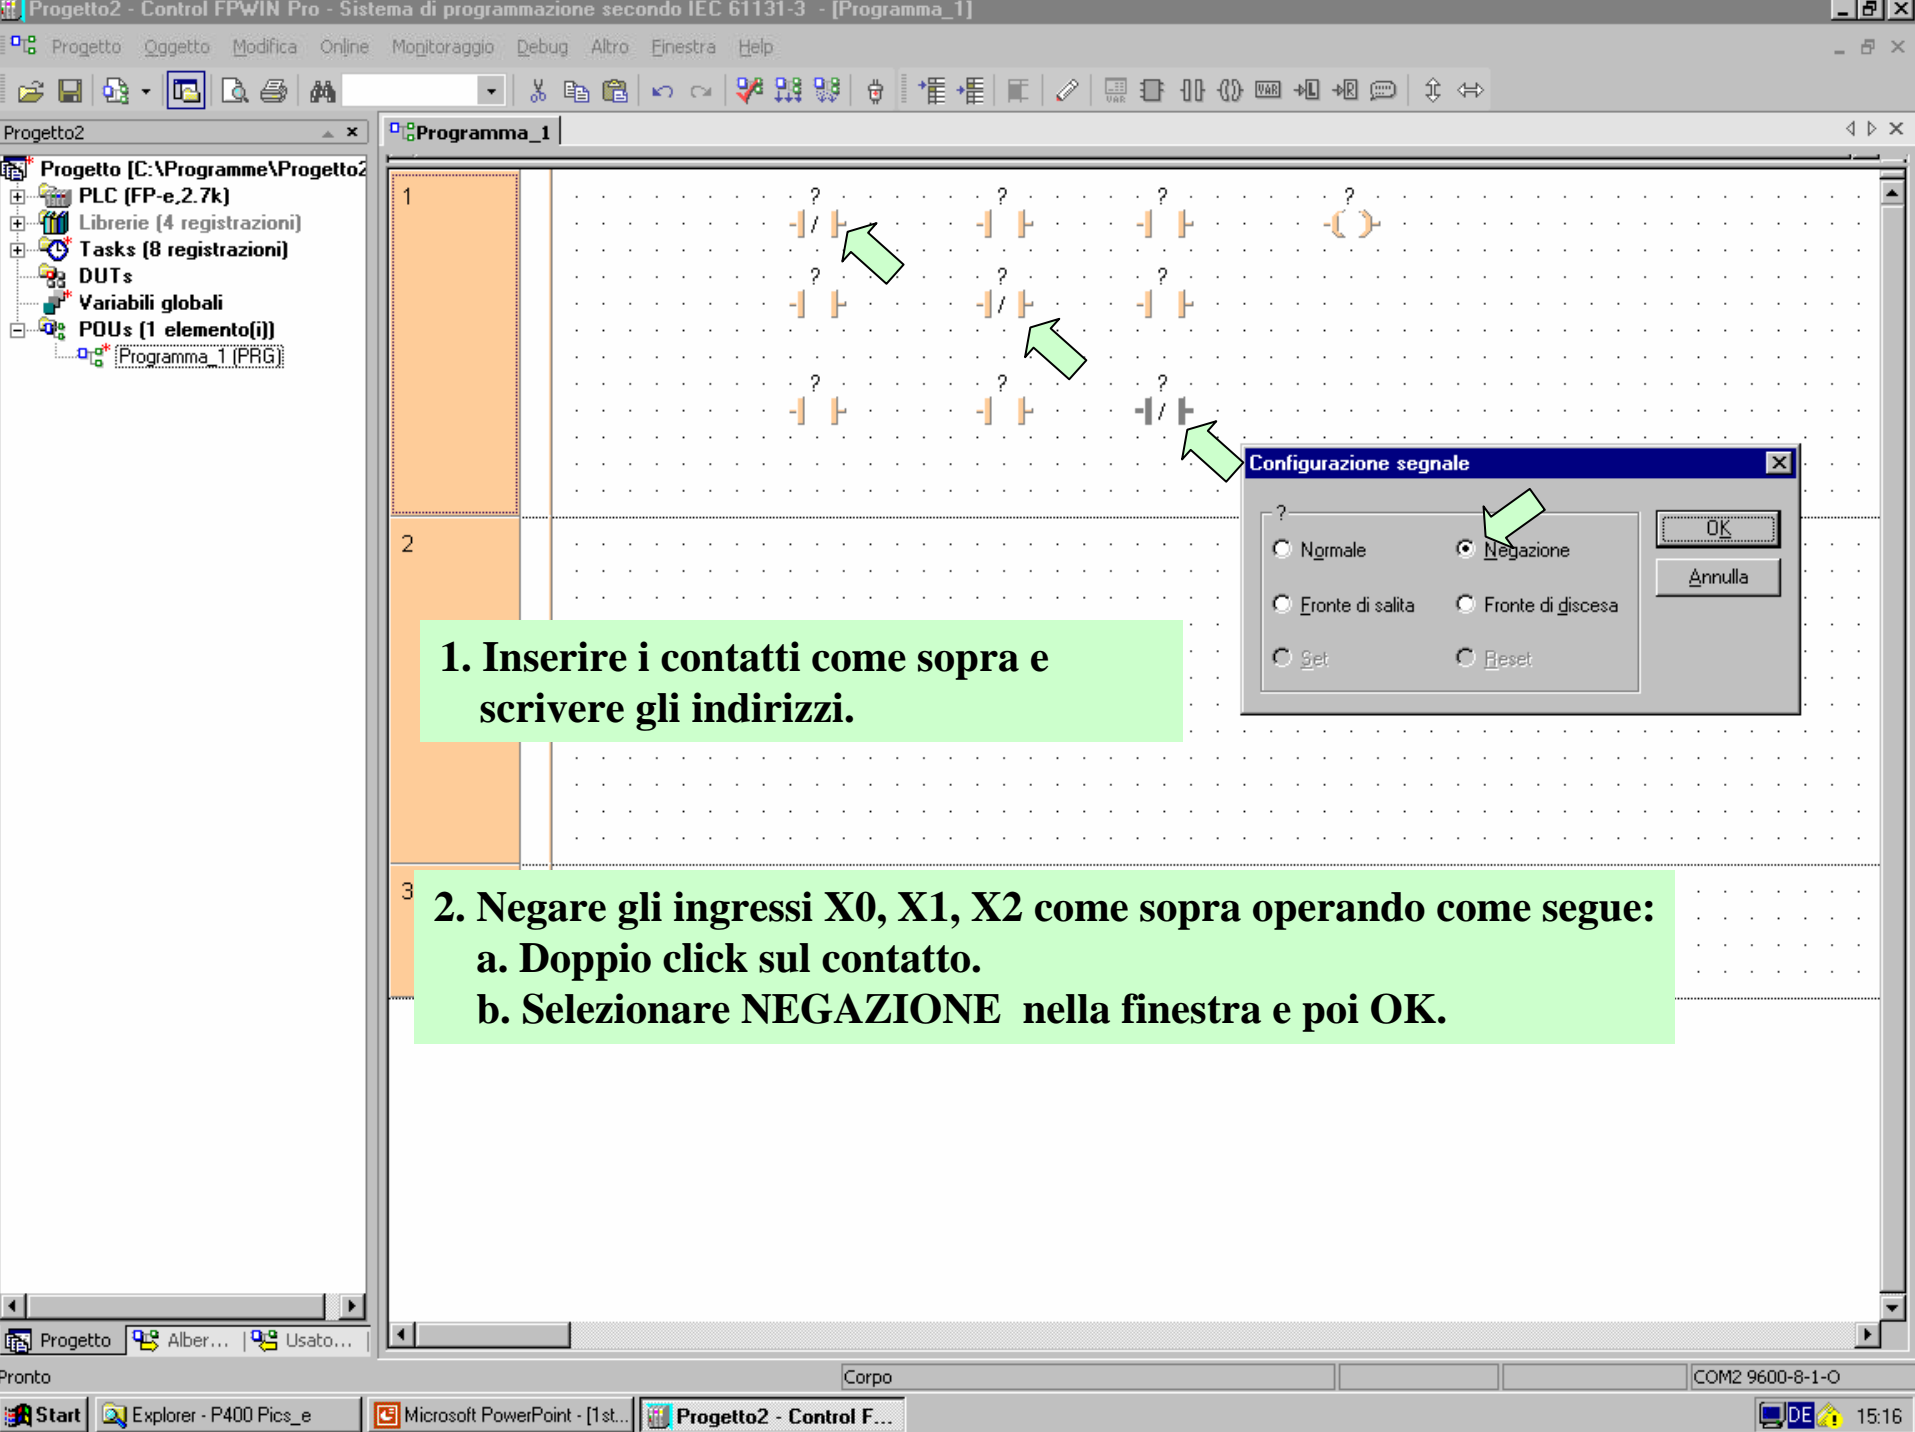 Progetto2 - Control FPWIN Pro - Sistema di programmazione secondo IEC 61131-3 - [Programma_1]
Progetto Oggetto Modifica Online Monitoraggio Debug Altro Finestra Help
VAR VAR L R
Progetto2
Programma_1
Progetto [C:\Programme\Progetto2
PLC (FP-e,2.7k)
Librerie (4 registrazioni)
Tasks (8 registrazioni)
DUTs
Variabili globali
POUs (1 elemento(i))
Programma_1 (PRG)
1
? ? ? ?
/
? ? ?
/
? ? ?
/
Configurazione segnale
?
Normale Negazione
Fronte di salita Fronte di discesa
Set Reset
OK
Annulla
2
1. Inserire i contatti come sopra e
scrivere gli indirizzi.
3
2. Negare gli ingressi X0, X1, X2 come sopra operando come segue:
a. Doppio click sul contatto.
b. Selezionare NEGAZIONE nella finestra e poi OK.
Progetto Alber... Usato...
Pronto Corpo COM2 9600-8-1-O
Start Explorer - P400 Pics_e Microsoft PowerPoint - [1st... Progetto2 - Control F... DE 15:16